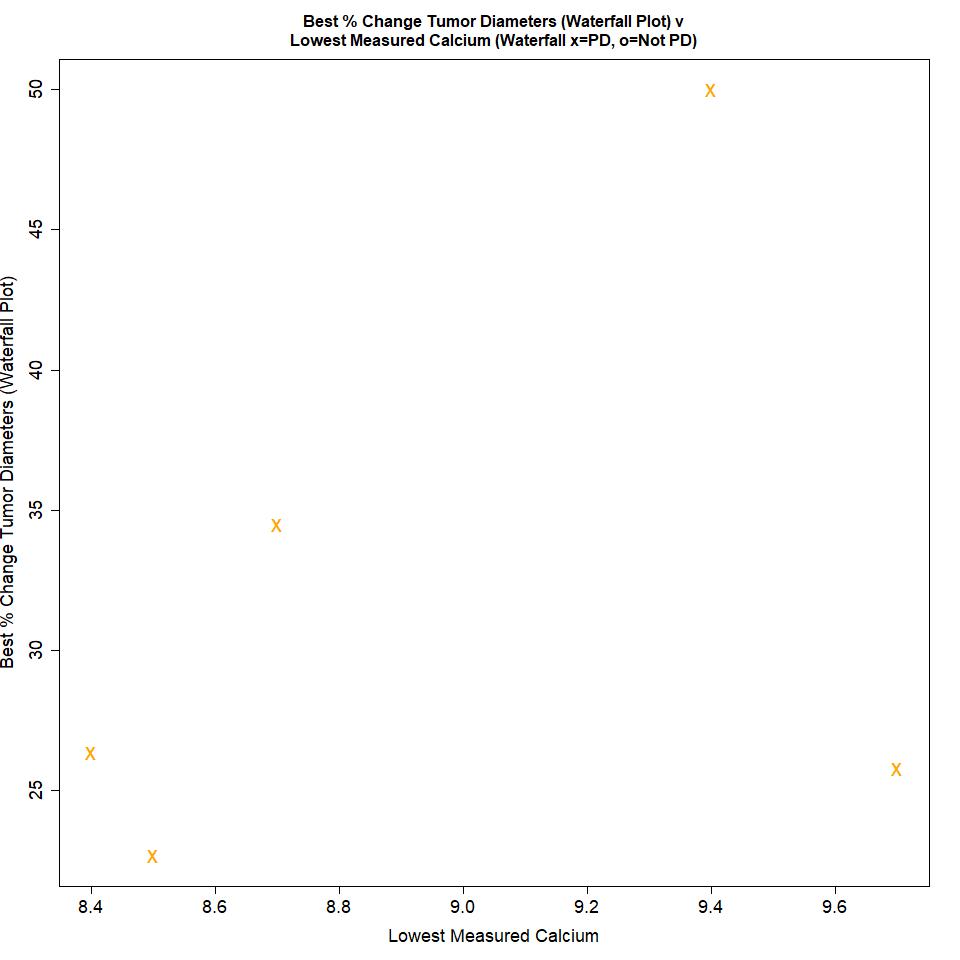 Best % Change Tumor Diameters (Waterfall Plot) v
Lowest Measured Calcium (Waterfall x=PD, o=Not PD)
Best % Change Tumor Diameters (Waterfall Plot)
50
45
40
35
30
25
X
X
X
X
X
8.4 8.6 8.8 9.0 9.2 9.4 9.6
Lowest Measured Calcium